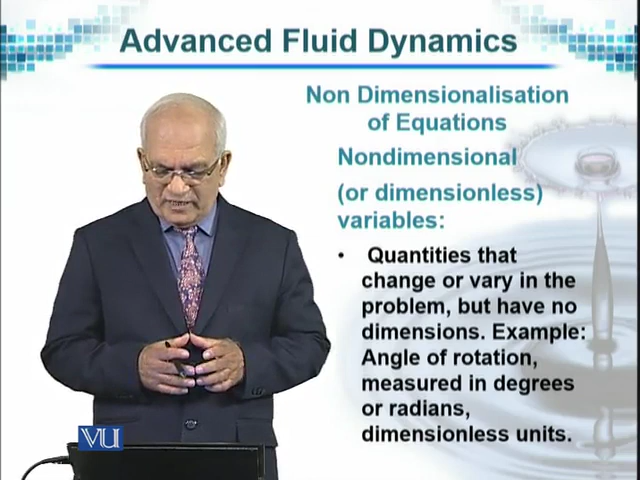 Advanced Fluid Dynamics
Non Dimensionalisation
of Equations
Nondimensional
(or dimensionless)
variables:
• Quantities that
change or vary in the
problem, but have no
dimensions. Example:
Angle of rotation,
measured in degrees
or radians,
dimensionless units.
VU